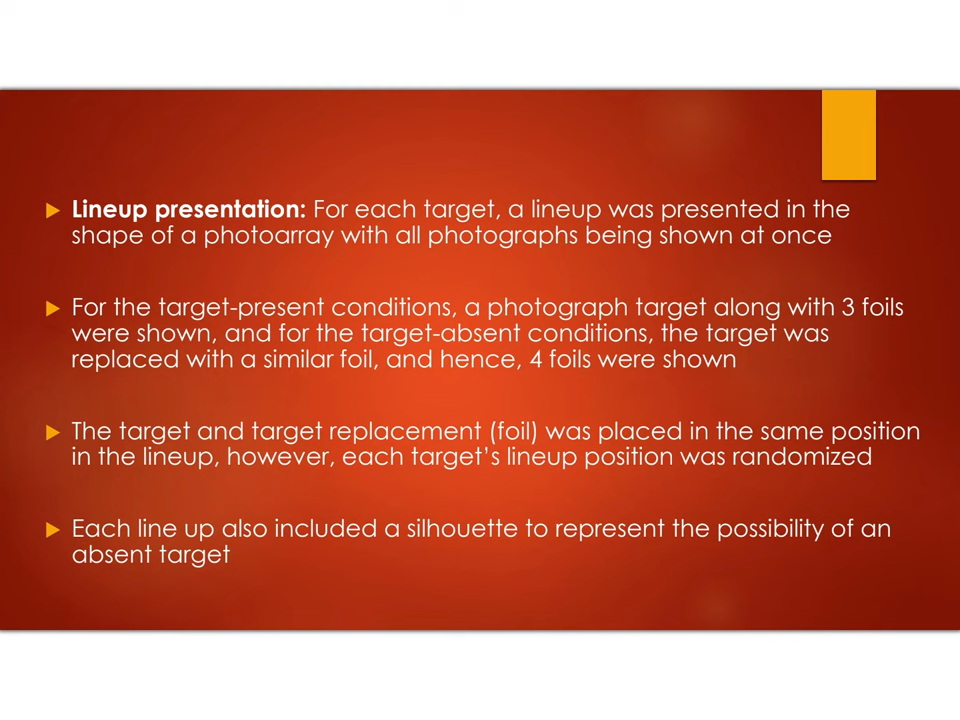 Lineup presentation: For each target, a lineup was presented in the
shape of a photoarray with all photographs being shown at once
For the target-present conditions, a photograph target along with 3 foils
were shown, and for the target-absent conditions, the target was
replaced with a similar foil, and hence, 4 foils were shown
The target and target replacement (foil) was placed in the same position
in the lineup, however, each target’s lineup position was randomized
Each line up also included a silhouette to represent the possibility of an
absent target